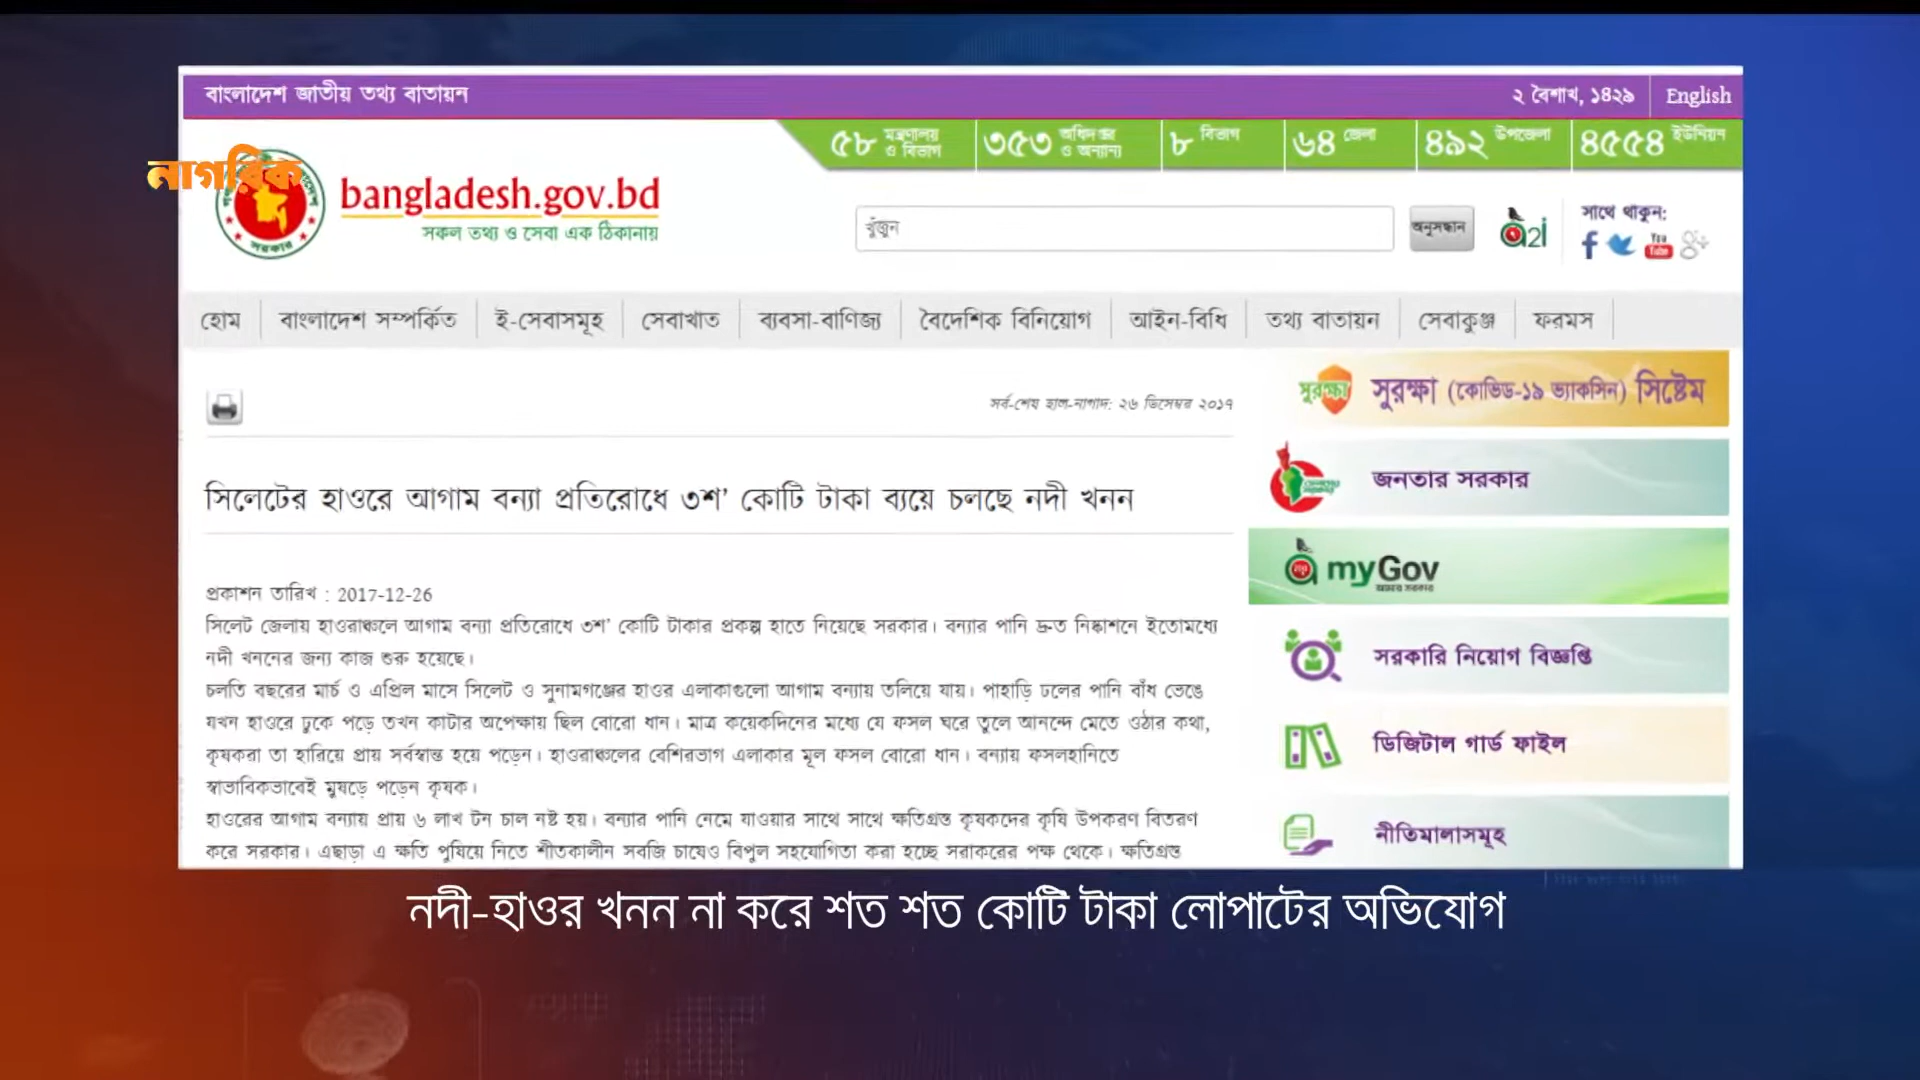 বাংলাদেশ জাতীয় তথ্য বাতায়ন
২ বৈশাখ, ১৪২৯
English
৫৮ মন্ত্রণালয় ও বিভাগ
৩৫৩ অধিদপ্তর ও অন্যান্য
৮ বিভাগ
৬৪ জেলা
৪৯২ উপজেলা
৪৫৫৪ ইউনিয়ন
নাগরিক
সরকার
bangladesh.gov.bd
সকল তথ্য ও সেবা এক ঠিকানায়
খুঁজুন
অনুসন্ধান
a2i
সাথে থাকুন:
f You Tube g+
হোম
বাংলাদেশ সম্পর্কিত
ই-সেবাসমূহ
সেবাখাত
ব্যবসা-বাণিজ্য
বৈদেশিক বিনিয়োগ
আইন-বিধি
তথ্য বাতায়ন
সেবাকুঞ্জ
ফরমস
সর্ব-শেষ হাল-নাগাদ: ২৬ ডিসেম্বর ২০১৭
সিলেটের হাওরে আগাম বন্যা প্রতিরোধে ৩শ’ কোটি টাকা ব্যয়ে চলছে নদী খনন
প্রকাশন তারিখ : 2017-12-26
সিলেট জেলায় হাওরাঞ্চলে আগাম বন্যা প্রতিরোধে ৩শ’ কোটি টাকার প্রকল্প হাতে নিয়েছে সরকার। বন্যার পানি দ্রুত নিষ্কাশনে ইতোমধ্যে
নদী খননের জন্য কাজ শুরু হয়েছে।
চলতি বছরের মার্চ ও এপ্রিল মাসে সিলেট ও সুনামগঞ্জের হাওর এলাকাগুলো আগাম বন্যায় তলিয়ে যায়। পাহাড়ি ঢলের পানি বাঁধ ভেঙে
যখন হাওরে ঢুকে পড়ে তখন কাটার অপেক্ষায় ছিল বোরো ধান। মাত্র কয়েকদিনের মধ্যে যে ফসল ঘরে তুলে আনন্দে মেতে ওঠার কথা,
কৃষকরা তা হারিয়ে প্রায় সর্বস্বান্ত হয়ে পড়েন। হাওরাঞ্চলের বেশিরভাগ এলাকার মূল ফসল বোরো ধান। বন্যায় ফসলহানিতে
স্বাভাবিকভাবেই মুষড়ে পড়েন কৃষক।
হাওরের আগাম বন্যায় প্রায় ৬ লাখ টন চাল নষ্ট হয়। বন্যার পানি নেমে যাওয়ার সাথে সাথে ক্ষতিগ্রস্ত কৃষকদের কৃষি উপকরণ বিতরণ
করে সরকার। এছাড়া এ ক্ষতি পুষিয়ে নিতে শীতকালীন সবজি চাষেও বিপুল সহযোগিতা করা হচ্ছে সরাকরের পক্ষ থেকে। ক্ষতিগ্রস্ত
সুরক্ষা
সুরক্ষা (কোভিড-১৯ ভ্যাকসিন) সিষ্টেম
জনতার সরকার
myGov
আমার সরকার
সরকারি নিয়োগ বিজ্ঞপ্তি
ডিজিটাল গার্ড ফাইল
নীতিমালাসমূহ
নদী-হাওর খনন না করে শত শত কোটি টাকা লোপাটের অভিযোগ